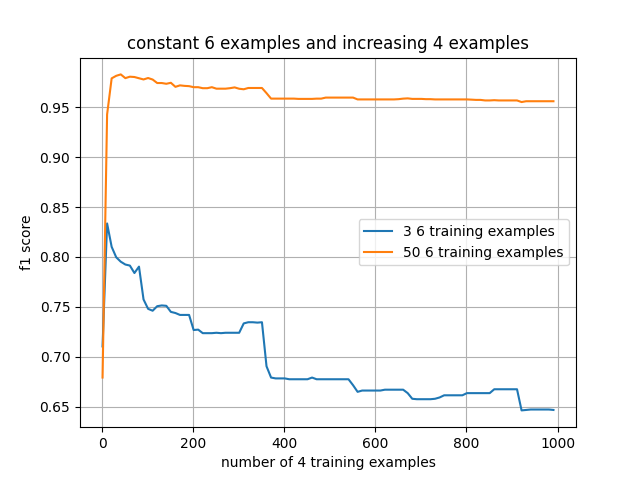 constant 6 examples and increasing 4 examples
0.95
0.90
0.85
0.80
0.75
0.70
0.65
f1 score
3 6 training examples
50 6 training examples
0 200 400 600 800 1000
number of 4 training examples